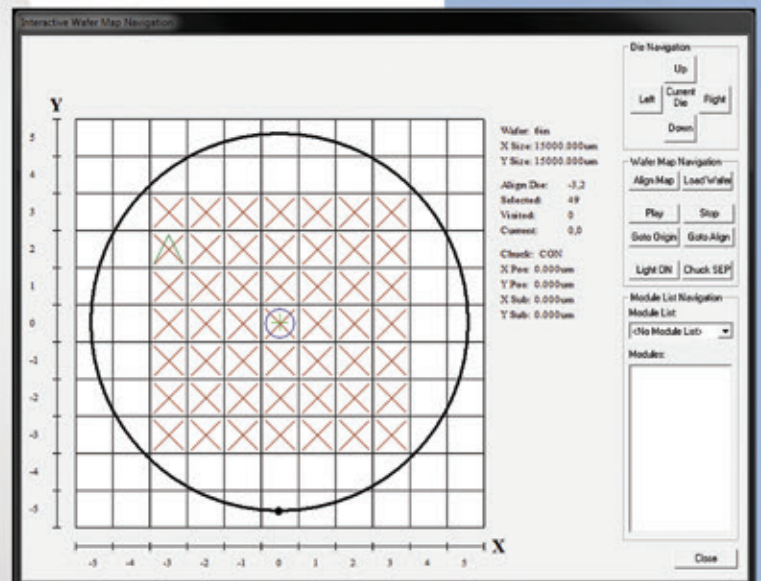 Interactive Wafer Map Navigation
Y
5
4
3
2
1
0
-1
-2
-3
-4
-5
-5 -4 -3 -2 -1 0 1 2 3 4 5
X
Wafer: 6in
X Size: 15000.000um
Y Size: 15000.000um
Align Die: -3,2
Selected: 49
Visited: 0
Current: 0,0
Chuck: CON
X Pos: 0.000um
Y Pos: 0.000um
X Sub: 0.000um
Y Sub: 0.000um
Die Navigation
Up
Left Current Die Right
Down
Wafer Map Navigation
Align Map Load Wafer
Play Stop
Goto Origin Goto Align
Light ON Chuck SEP
Module List Navigation
Module List:
<No Module List>
Modules:
Close